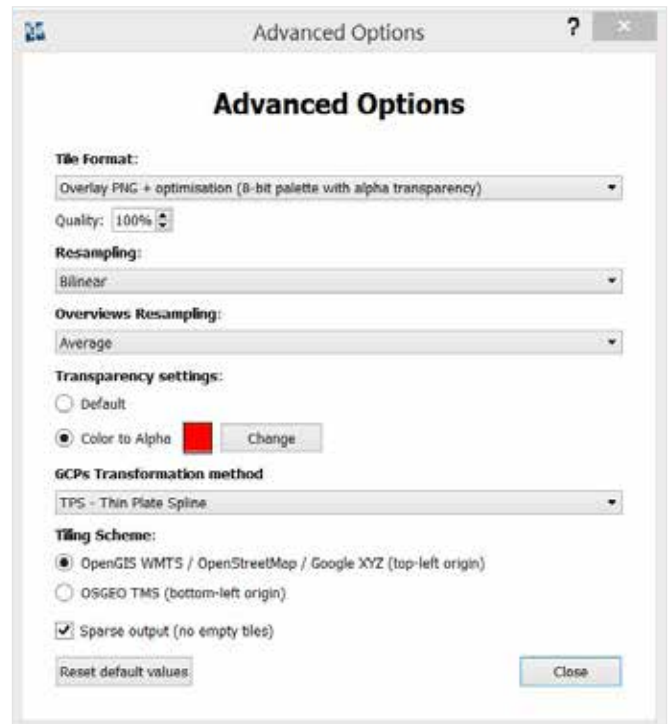 Advanced Options
?
Advanced Options
Tile Format:
Overlay PNG + optimisation (8-bit palette with alpha transparency)
Quality: 100%
Resampling:
Bilinear
Overviews Resampling:
Average
Transparency settings:
Default
Color to Alpha Change
GCPs Transformation method
TPS - Thin Plate Spline
Tiling Scheme:
OpenGIS WMTS / OpenStreetMap / Google XYZ (top-left origin)
OSGEO TMS (bottom-left origin)
Sparse output (no empty tiles)
Reset default values Close